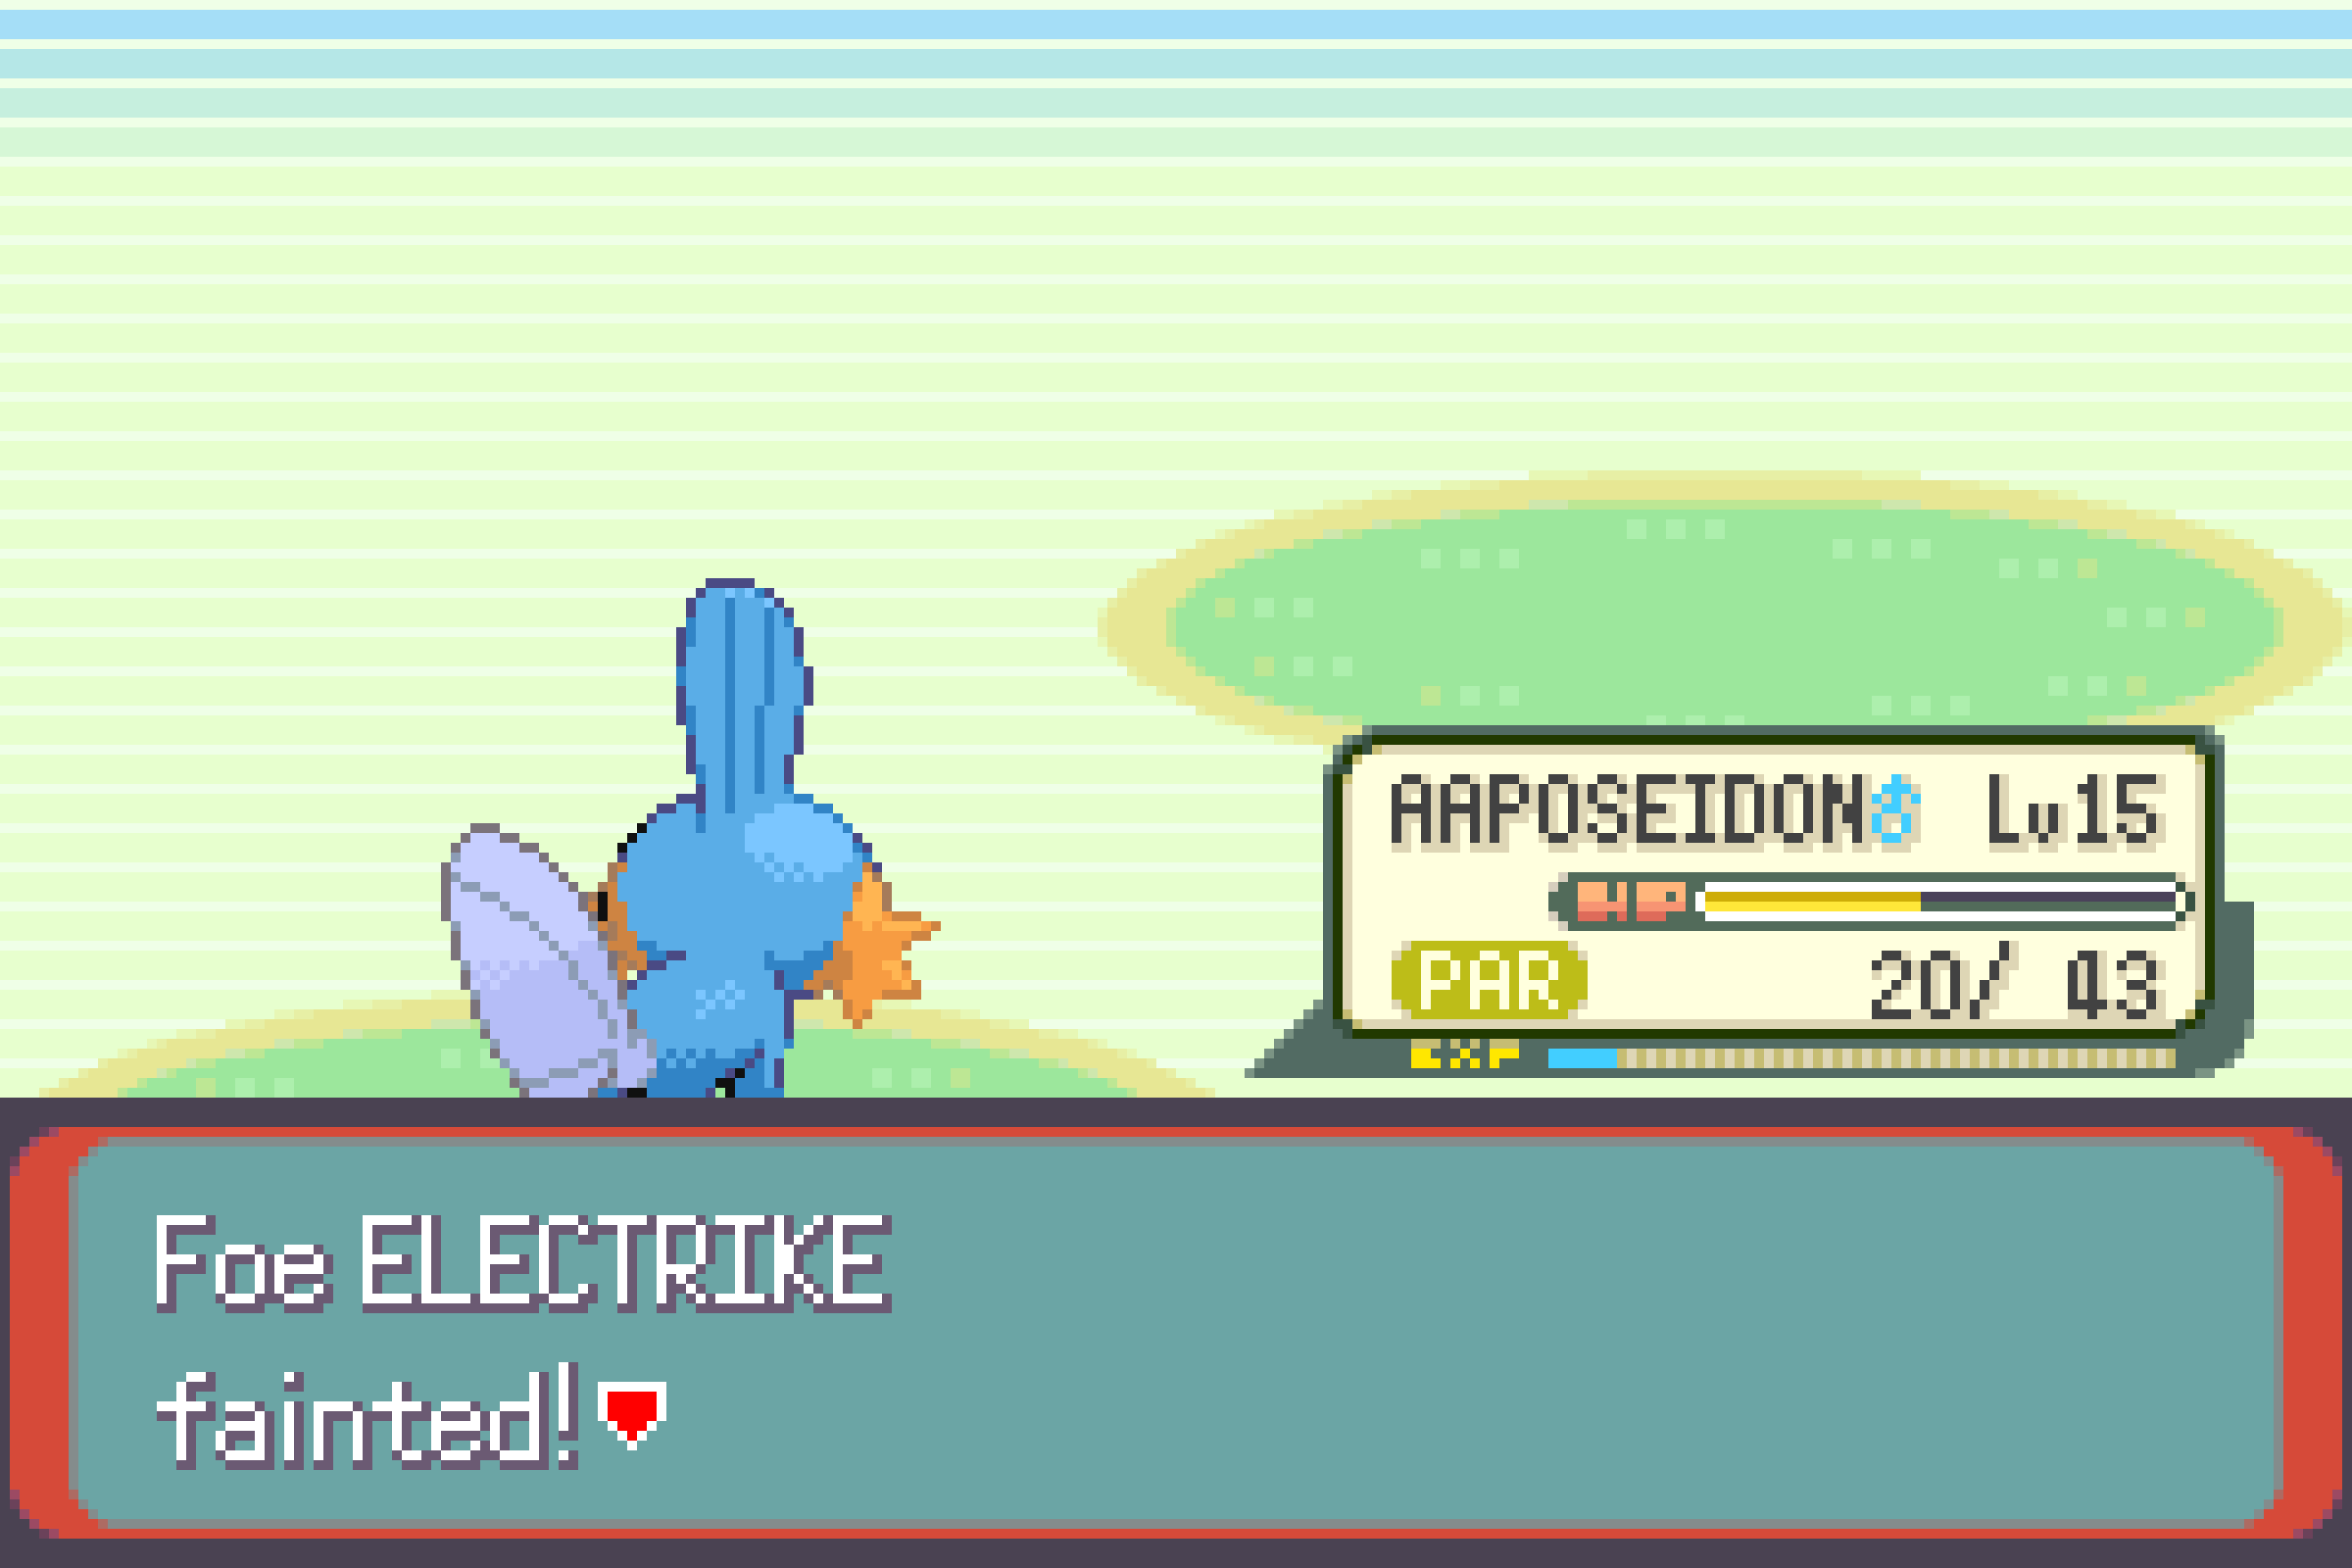 AAPOSEIDON♂ Lv15
HP
PAR 20/ 43
EXP
Foe ELECTRIKE
fainted!